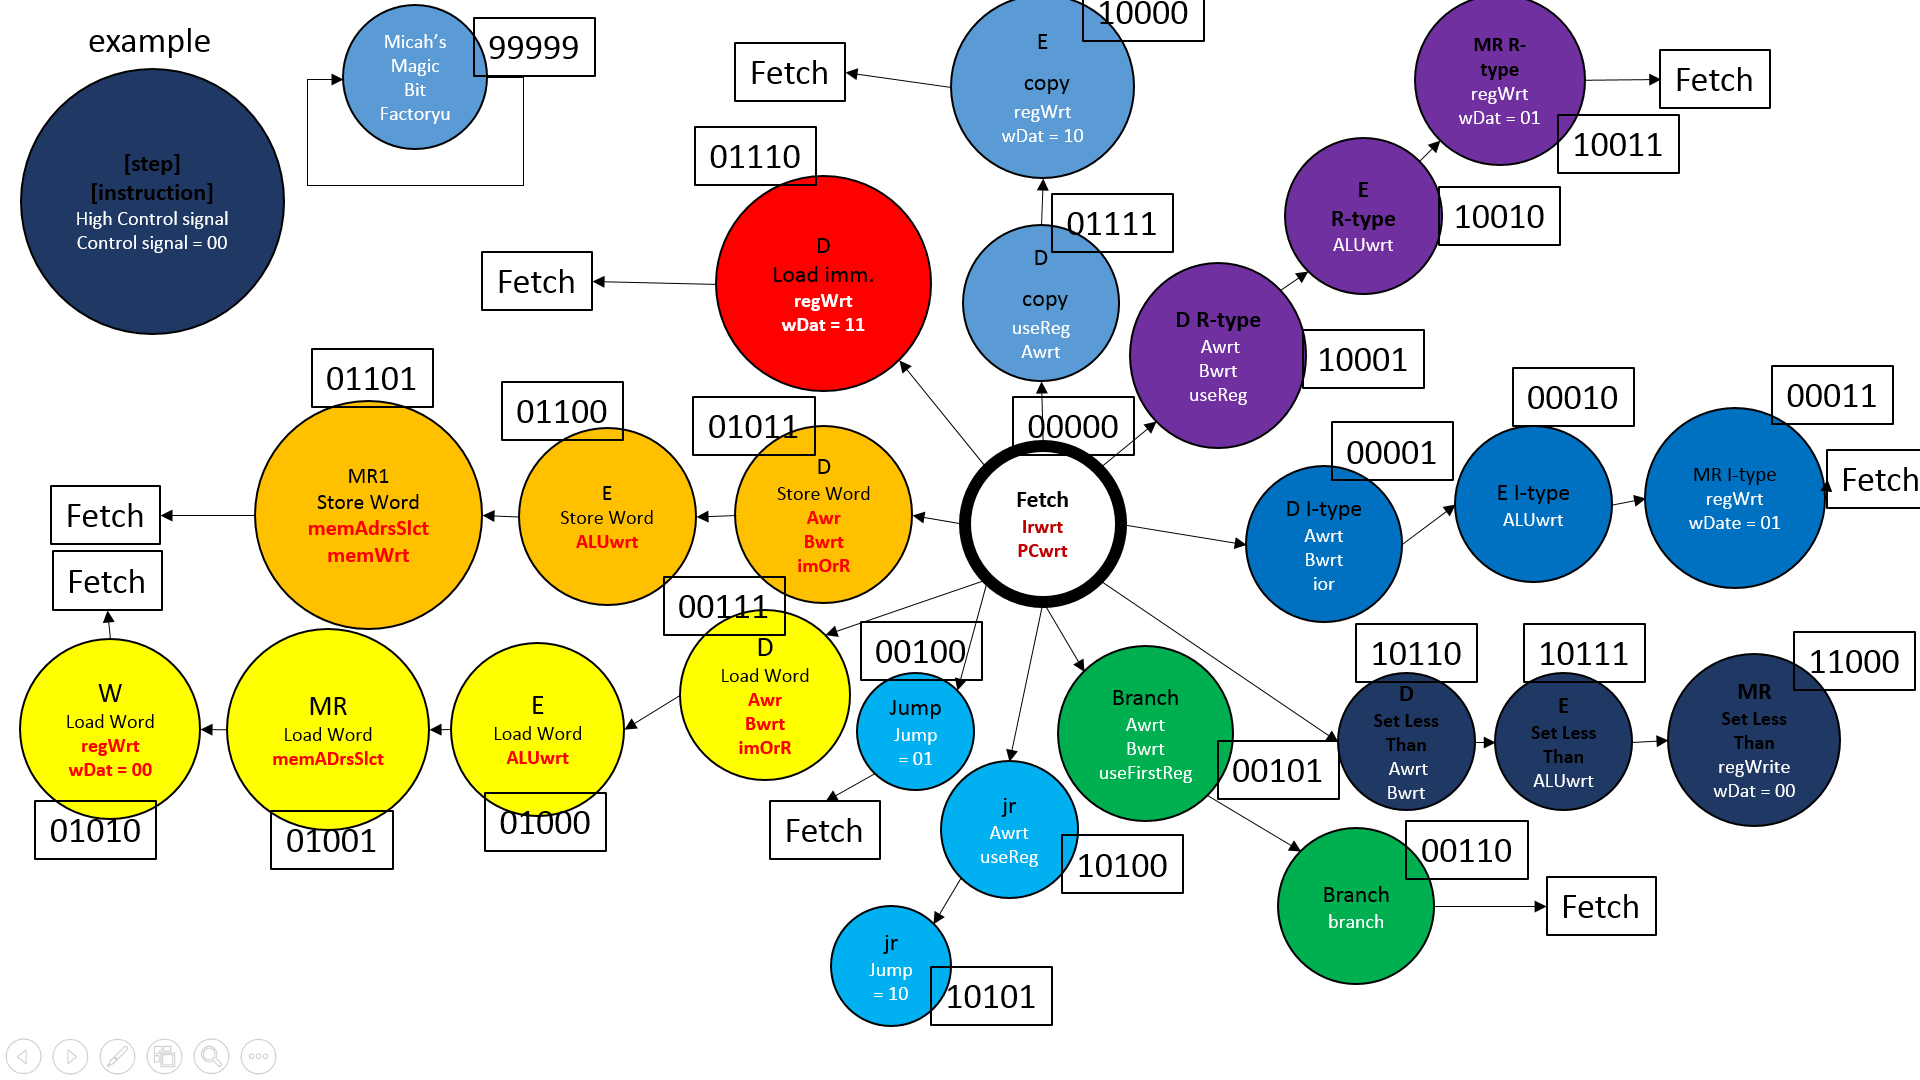 example
[step]
[instruction]
High Control signal
Control signal = 00
Micah's
Magic
Bit
Factoryu
99999
Fetch
10000
E
copy
regWrt
wDat = 10
01111
D
copy
useReg
Awrt
MR R-
type
regWrt
wDat = 01
Fetch
10011
E
R-type
ALUwrt
10010
D R-type
Awrt
Bwrt
useReg
10001
01110
D
Load imm.
regWrt
wDat = 11
Fetch
01101
MR1
Store Word
memAdrsSlct
memWrt
Fetch
01100
E
Store Word
ALUwrt
01011
D
Store Word
Awr
Bwrt
imOrR
00000
Fetch
Irwrt
PCwrt
00001
D I-type
Awrt
Bwrt
ior
00010
E I-type
ALUwrt
00011
MR I-type
regWrt
wDate = 01
Fetch
Fetch
W
Load Word
regWrt
wDat = 00
01010
MR
Load Word
memADrsSlct
01001
E
Load Word
ALUwrt
01000
00111
D
Load Word
Awr
Bwrt
imOrR
00100
Jump
Jump
= 01
Fetch
jr
Awrt
useReg
10100
jr
Jump
= 10
10101
Branch
Awrt
Bwrt
useFirstReg
00101
Branch
branch
00110
Fetch
10110
D
Set Less
Than
Awrt
Bwrt
10111
E
Set Less
Than
ALUwrt
11000
MR
Set Less
Than
regWrite
wDat = 00